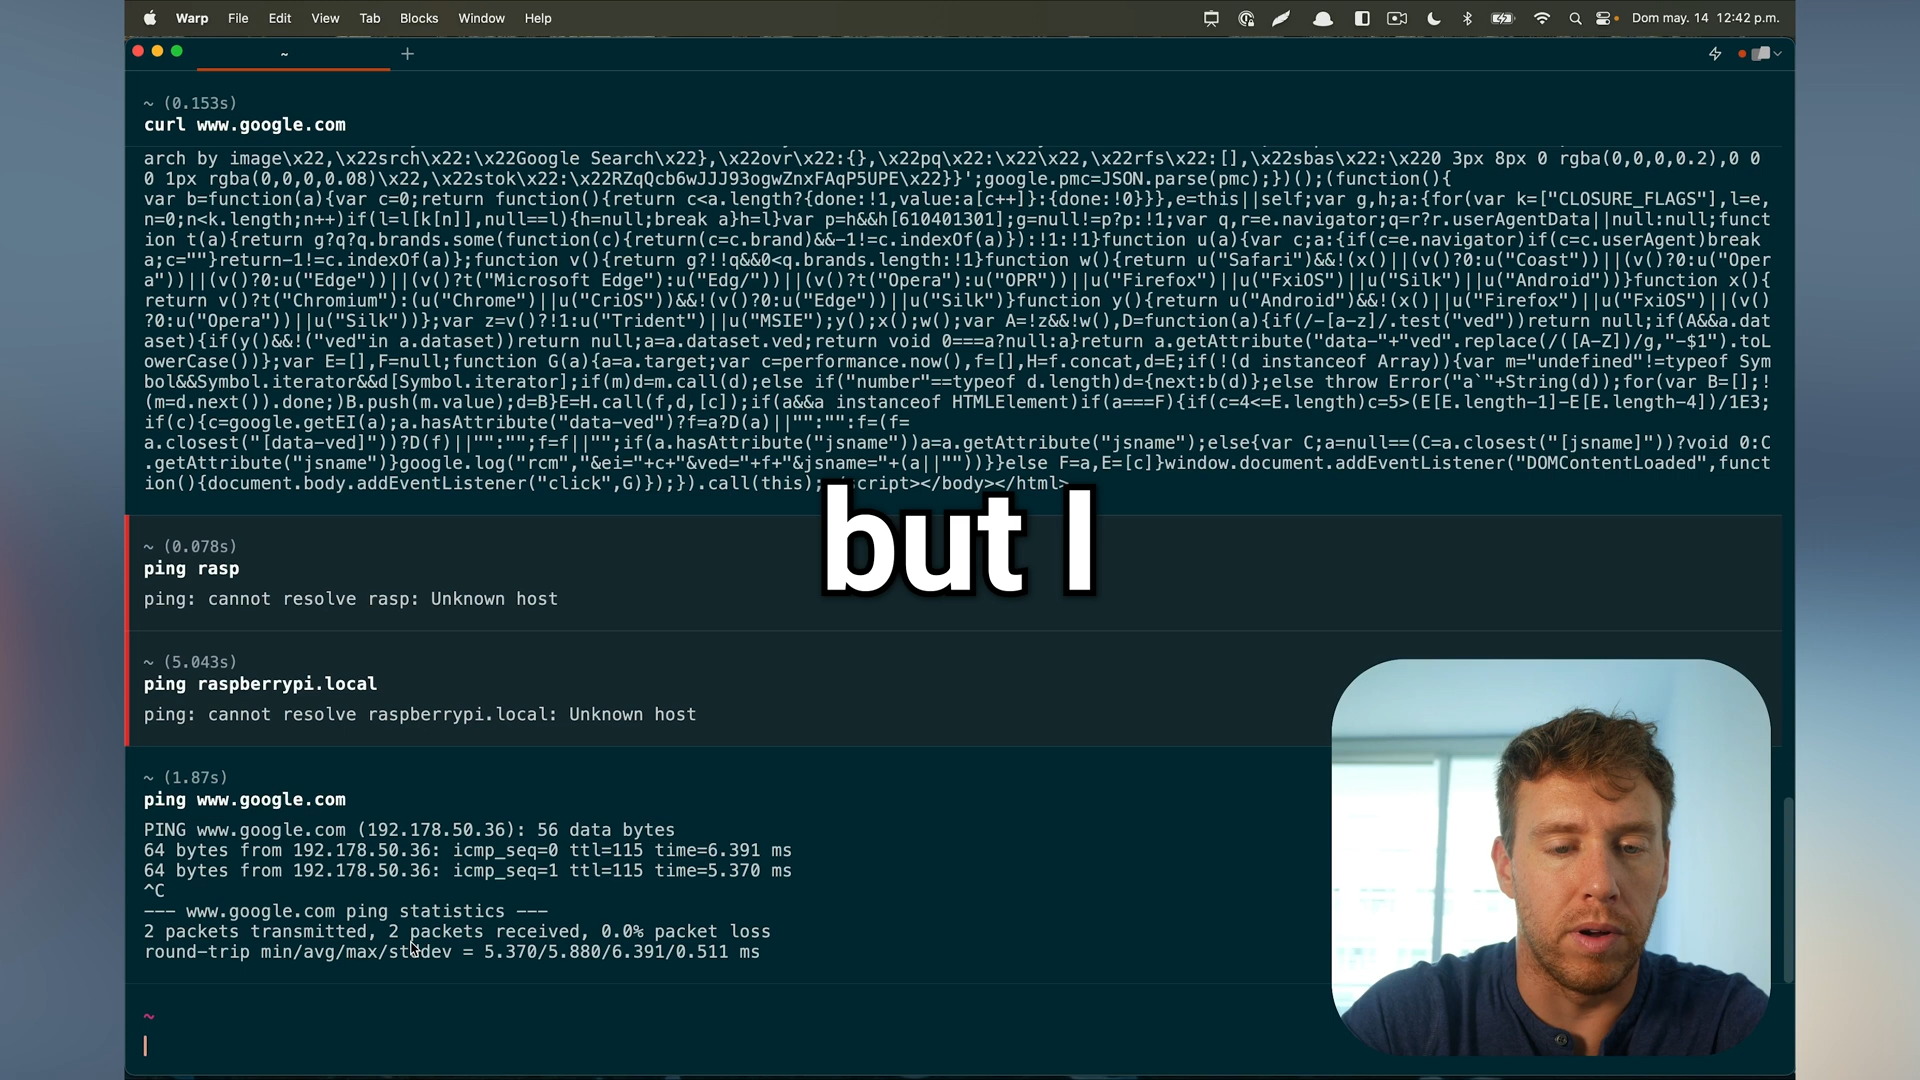 Warp File Edit View Tab Blocks Window Help Dom may. 14 12:42 p.m.
~ +
~ (0.153s)
curl www.google.com
arch by image\x22,\x22srch\x22:\x22Google Search\x22},\x22ovr\x22:{},\x22pq\x22:\x22\x22,\x22rfs\x22:[],\x22sbas\x22:\x220 3px 8px 0 rgba(0,0,0,0.2),0 0
0 1px rgba(0,0,0,0.08)\x22,\x22stok\x22:\x22RZqQcb6wJJJ93ogwZnxFAqP5UPE\x22}}';google.pmc=JSON.parse(pmc);})();(function(){
var b=function(a){var c=0;return function(){return c<a.length?{done:!1,value:a[c++]}:{done:!0}}},e=this||self;var g,h;a:{for(var k=["CLOSURE_FLAGS"],l=e,
n=0;n<k.length;n++)if(l=l[k[n]],null==l){h=null;break a}h=l}var p=h&&h[610401301];g=null!=p?p:!1;var q,r=e.navigator;q=r?r.userAgentData||null:null;funct
ion t(a){return g?q?q.brands.some(function(c){return(c=c.brand)&&-1!=c.indexOf(a)}):!1:!1}function u(a){var c;a:{if(c=e.navigator)if(c=c.userAgent)break
a;c=""}return-1!=c.indexOf(a)};function v(){return g?!!q&&0<q.brands.length:!1}function w(){return u("Safari")&&!(x()||(v()?0:u("Coast"))||(v()?0:u("Oper
a"))||(v()?0:u("Edge"))||(v()?t("Microsoft Edge"):u("Edg/"))||(v()?t("Opera"):u("OPR"))||u("Firefox")||u("FxiOS")||u("Silk")||u("Android"))}function x(){
return v()?t("Chromium"):(u("Chrome")||u("CriOS"))&&!(v()?0:u("Edge"))||u("Silk")}function y(){return u("Android")&&!(x()||u("Firefox")||u("FxiOS")||(v()
?0:u("Opera"))||u("Silk"))};var z=v()?!1:u("Trident")||u("MSIE");y();x();w();var A=!z&&!w(),D=function(a){if(/-[a-z]/.test("ved"))return null;if(A&&a.dat
aset){if(y()&&!("ved"in a.dataset))return null;a=a.dataset.ved;return void 0===a?null:a}return a.getAttribute("data-"+"ved".replace(/([A-Z])/g,"-$1").toL
owerCase())};var E=[],F=null;function G(a){a=a.target;var c=performance.now(),f=[],H=f.concat,d=E;if(!(d instanceof Array)){var m="undefined"!=typeof Sym
bol&&Symbol.iterator&&d[Symbol.iterator];if(m)d=m.call(d);else if("number"==typeof d.length)d={next:b(d)};else throw Error("a`"+String(d));for(var B=[];!
(m=d.next()).done;)B.push(m.value);d=B}E=H.call(f,d,[c]);if(a&&a instanceof HTMLElement)if(a===F){if(c=4<=E.length)c=5>(E[E.length-1]-E[E.length-4])/1E3;
if(c){c=google.getEI(a);a.hasAttribute("data-ved")?f=a?D(a)||"":"":f=(f=
a.closest("[data-ved]"))?D(f)||"":"";f=f||"";if(a.hasAttribute("jsname"))a=a.getAttribute("jsname");else{var C;a=null==(C=a.closest("[jsname]"))?void 0:C
.getAttribute("jsname")}google.log("rcm","&ei="+c+"&ved="+f+"&jsname="+(a||""))}}else F=a,E=[c]}window.document.addEventListener("DOMContentLoaded",funct
ion(){document.body.addEventListener("click",G)});}).call(this); script></body></html>
but I
~ (0.078s)
ping rasp
ping: cannot resolve rasp: Unknown host
~ (5.043s)
ping raspberrypi.local
ping: cannot resolve raspberrypi.local: Unknown host
~ (1.87s)
ping www.google.com
PING www.google.com (192.178.50.36): 56 data bytes
64 bytes from 192.178.50.36: icmp_seq=0 ttl=115 time=6.391 ms
64 bytes from 192.178.50.36: icmp_seq=1 ttl=115 time=5.370 ms
^C
--- www.google.com ping statistics ---
2 packets transmitted, 2 packets received, 0.0% packet loss
round-trip min/avg/max/stddev = 5.370/5.880/6.391/0.511 ms
~